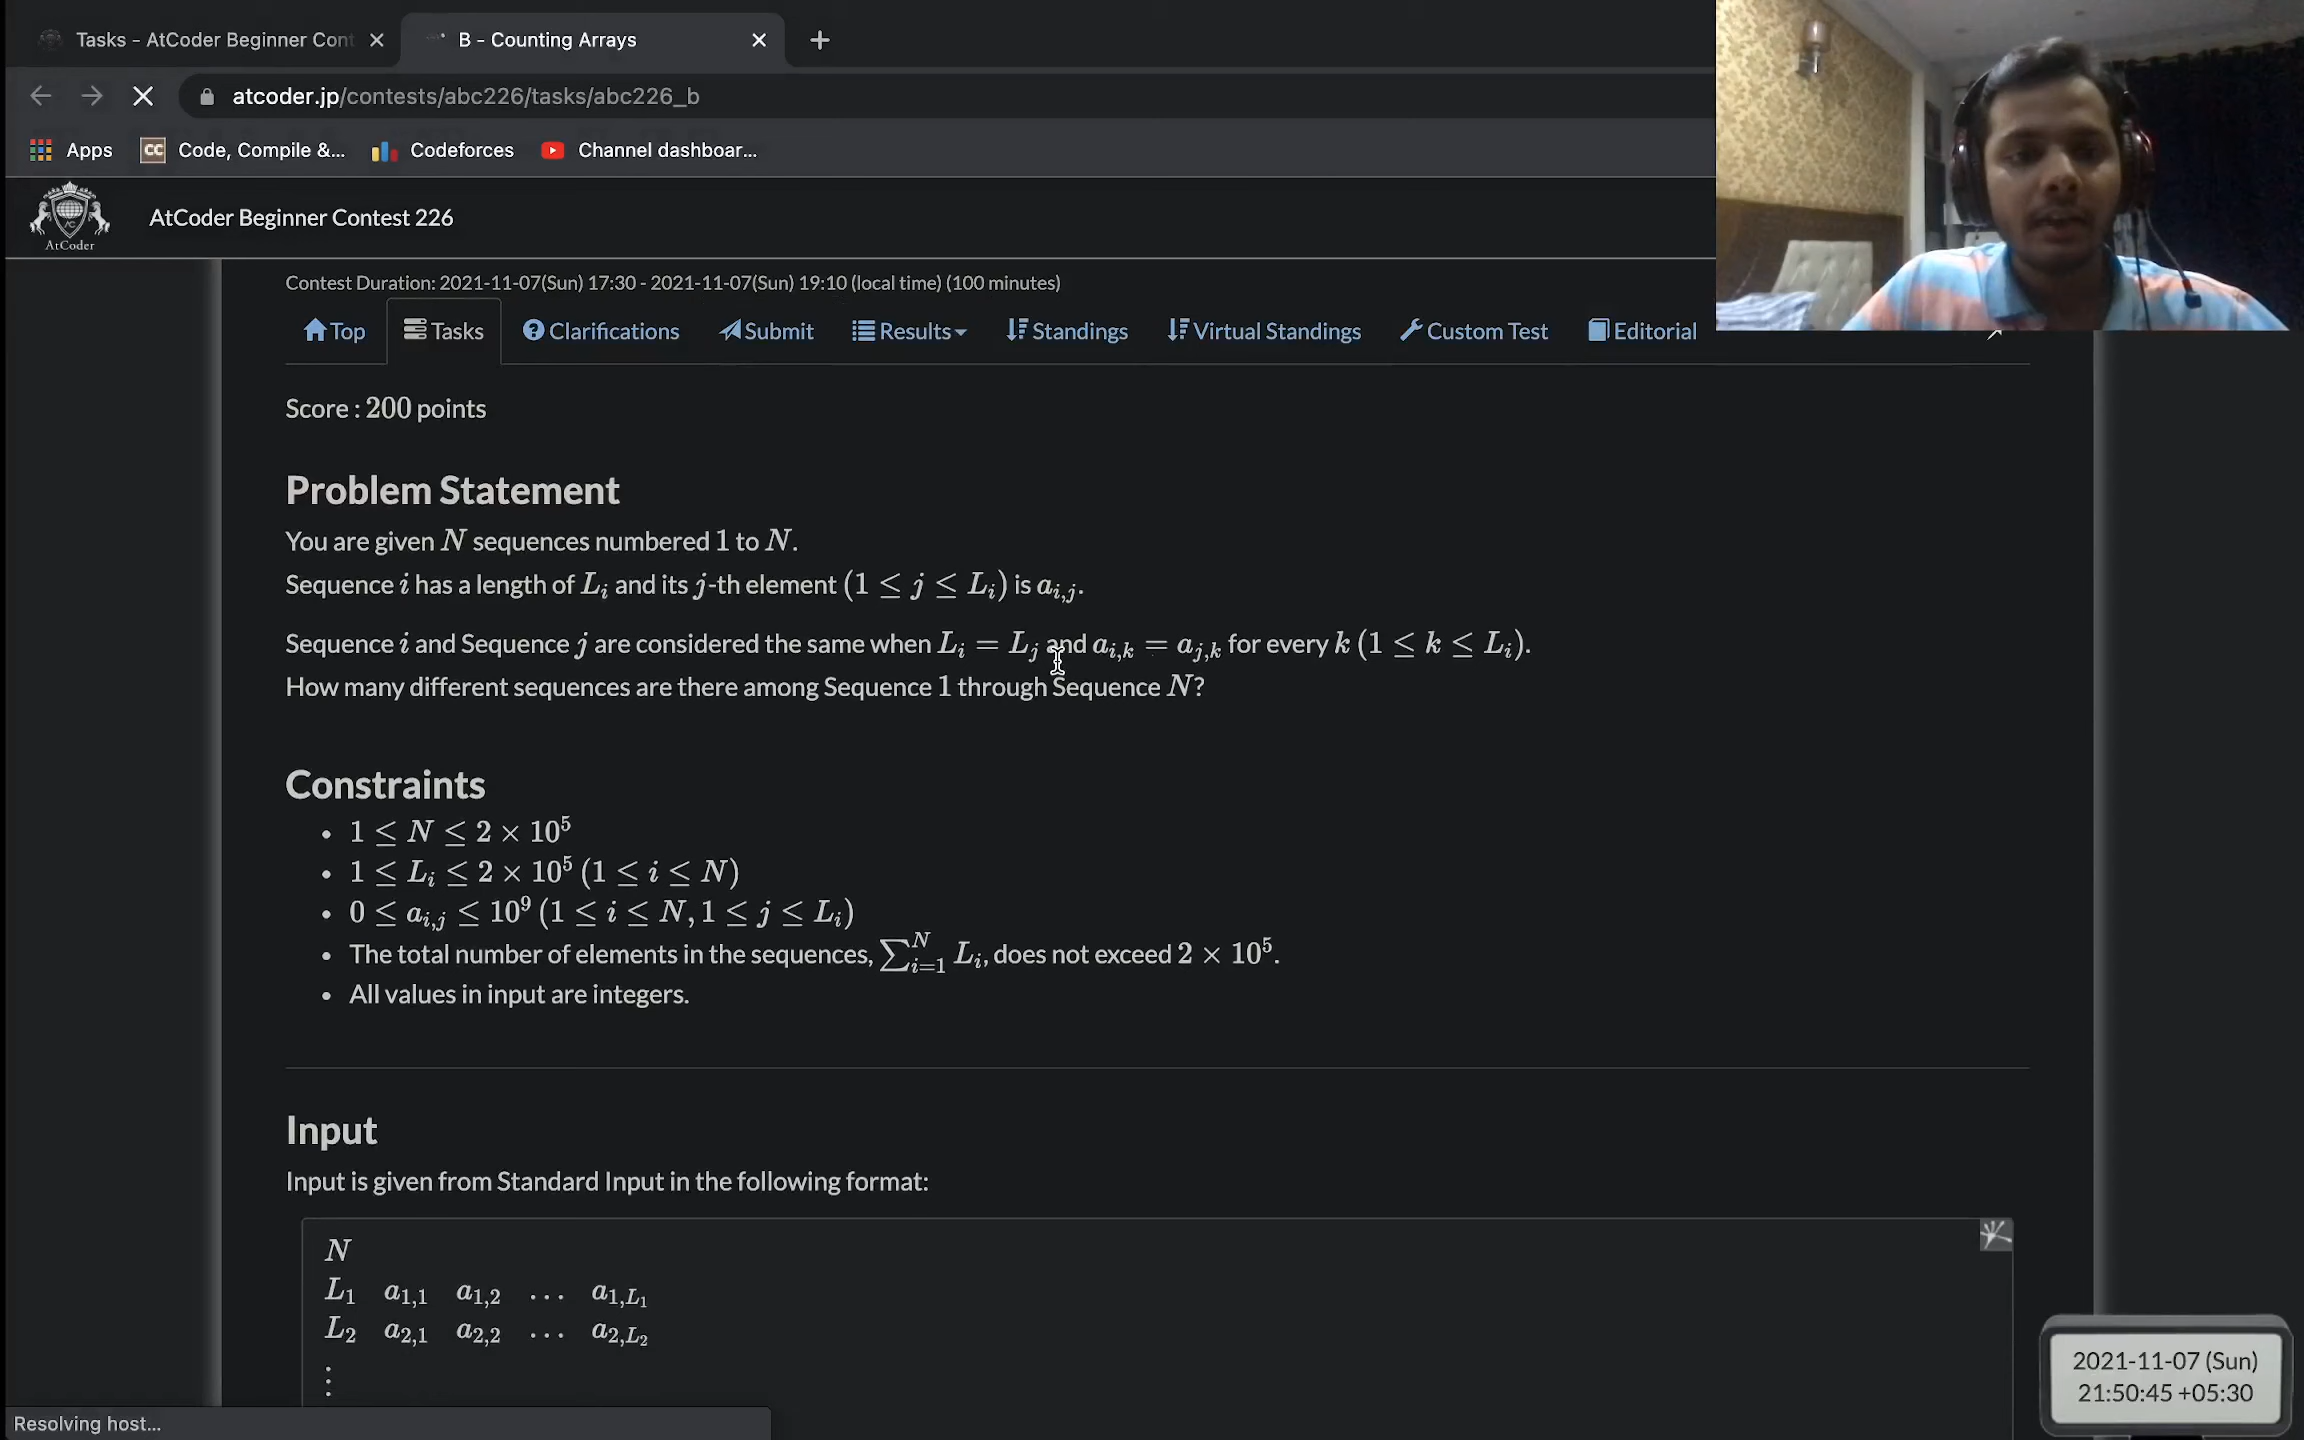 Tasks - AtCoder Beginner Cont
B - Counting Arrays
atcoder.jp/contests/abc226/tasks/abc226_b
Apps
CC Code, Compile &...
Codeforces
Channel dashboar...
AtCoder
AtCoder Beginner Contest 226
Contest Duration: 2021-11-07(Sun) 17:30 - 2021-11-07(Sun) 19:10 (local time) (100 minutes)
Top Tasks Clarifications Submit Results Standings Virtual Standings Custom Test Editorial
Score : 200 points
Problem Statement
You are given N sequences numbered 1 to N.
Sequence i has a length of L_i and its j-th element (1 ≤ j ≤ L_i) is a_{i,j}.
Sequence i and Sequence j are considered the same when L_i = L_j and a_{i,k} = a_{j,k} for every k (1 ≤ k ≤ L_i).
How many different sequences are there among Sequence 1 through Sequence N?
Constraints
• 1 ≤ N ≤ 2 × 10^5
• 1 ≤ L_i ≤ 2 × 10^5 (1 ≤ i ≤ N)
• 0 ≤ a_{i,j} ≤ 10^9 (1 ≤ i ≤ N, 1 ≤ j ≤ L_i)
• The total number of elements in the sequences, ∑_{i=1}^N L_i, does not exceed 2 × 10^5.
• All values in input are integers.
Input
Input is given from Standard Input in the following format:
N
L_1 a_{1,1} a_{1,2} … a_{1,L_1}
L_2 a_{2,1} a_{2,2} … a_{2,L_2}
⋮
2021-11-07 (Sun)
21:50:45 +05:30
Resolving host...